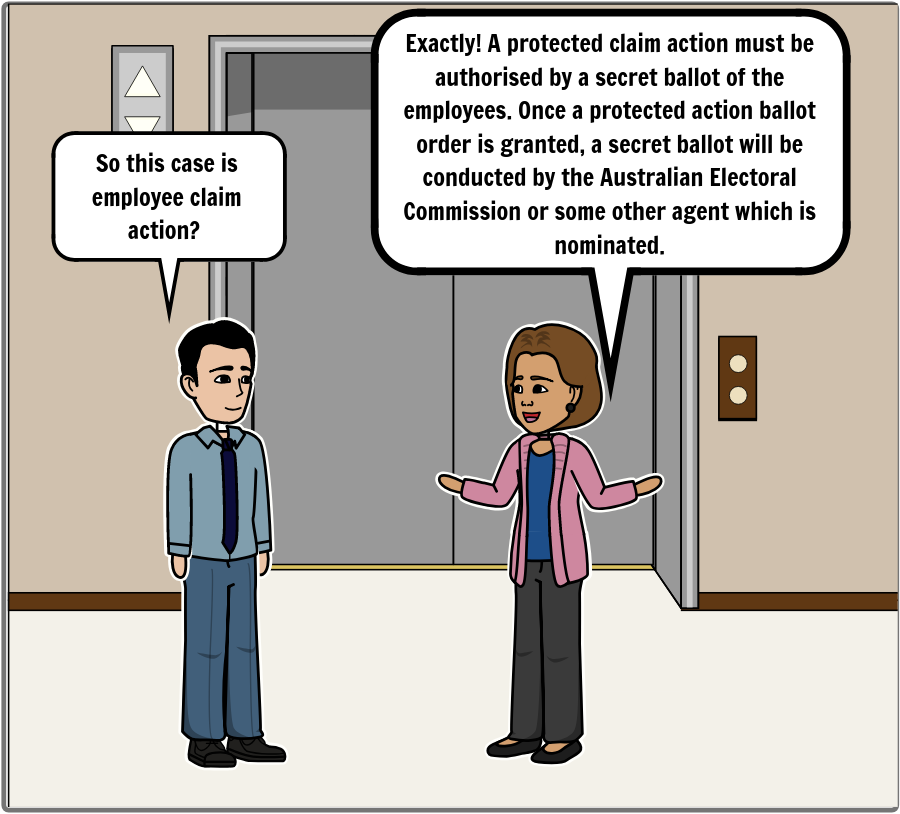 So this case is
employee claim
action?
Exactly! A protected claim action must be
authorised by a secret ballot of the
employees. Once a protected action ballot
order is granted, a secret ballot will be
conducted by the Australian Electoral
Commission or some other agent which is
nominated.